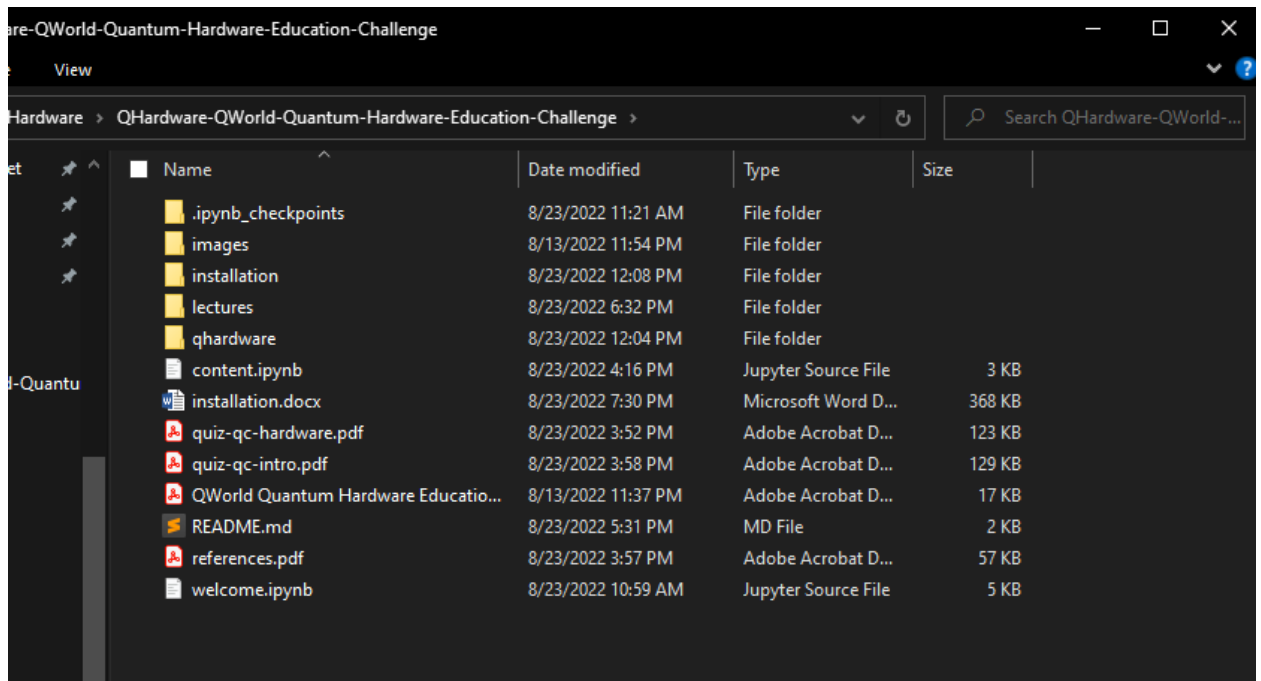 are-QWorld-Quantum-Hardware-Education-Challenge
View
Hardware > QHardware-QWorld-Quantum-Hardware-Education-Challenge > Search QHardware-QWorld-...
et Name Date modified Type Size
.ipynb_checkpoints 8/23/2022 11:21 AM File folder
images 8/13/2022 11:54 PM File folder
installation 8/23/2022 12:08 PM File folder
lectures 8/23/2022 6:32 PM File folder
qhardware 8/23/2022 12:04 PM File folder
content.ipynb 8/23/2022 4:16 PM Jupyter Source File 3 KB
d-Quantu
installation.docx 8/23/2022 7:30 PM Microsoft Word D... 368 KB
quiz-qc-hardware.pdf 8/23/2022 3:52 PM Adobe Acrobat D... 123 KB
quiz-qc-intro.pdf 8/23/2022 3:58 PM Adobe Acrobat D... 129 KB
QWorld Quantum Hardware Educatio... 8/13/2022 11:37 PM Adobe Acrobat D... 17 KB
README.md 8/23/2022 5:31 PM MD File 2 KB
references.pdf 8/23/2022 3:57 PM Adobe Acrobat D... 57 KB
welcome.ipynb 8/23/2022 10:59 AM Jupyter Source File 5 KB